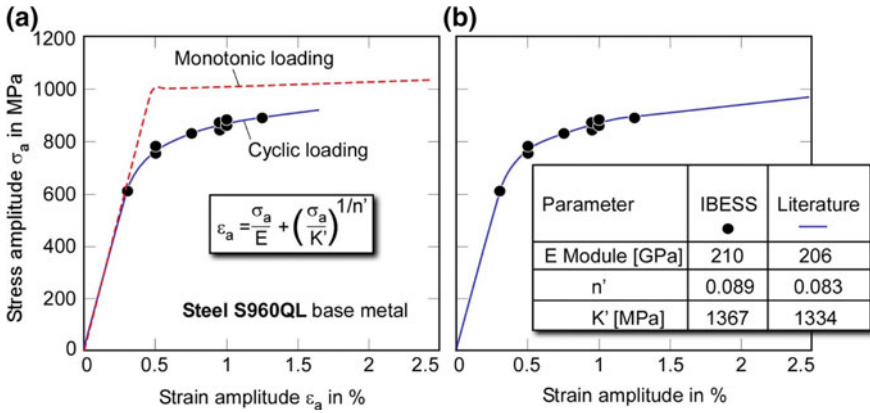 (a)
1200
1000
800
600
400
200
0
Stress amplitude σₐ in MPa
Monotonic loading
Cyclic loading
εₐ = σₐ/E + (σₐ/K')^1/n'
Steel S960QL base metal
0 0.5 1 1.5 2 2.5
Strain amplitude εₐ in %
(b)
Parameter IBESS Literature
E Module [GPa] 210 206
n' 0.089 0.083
K' [MPa] 1367 1334
0 0.5 1 1.5 2 2.5
Strain amplitude in %